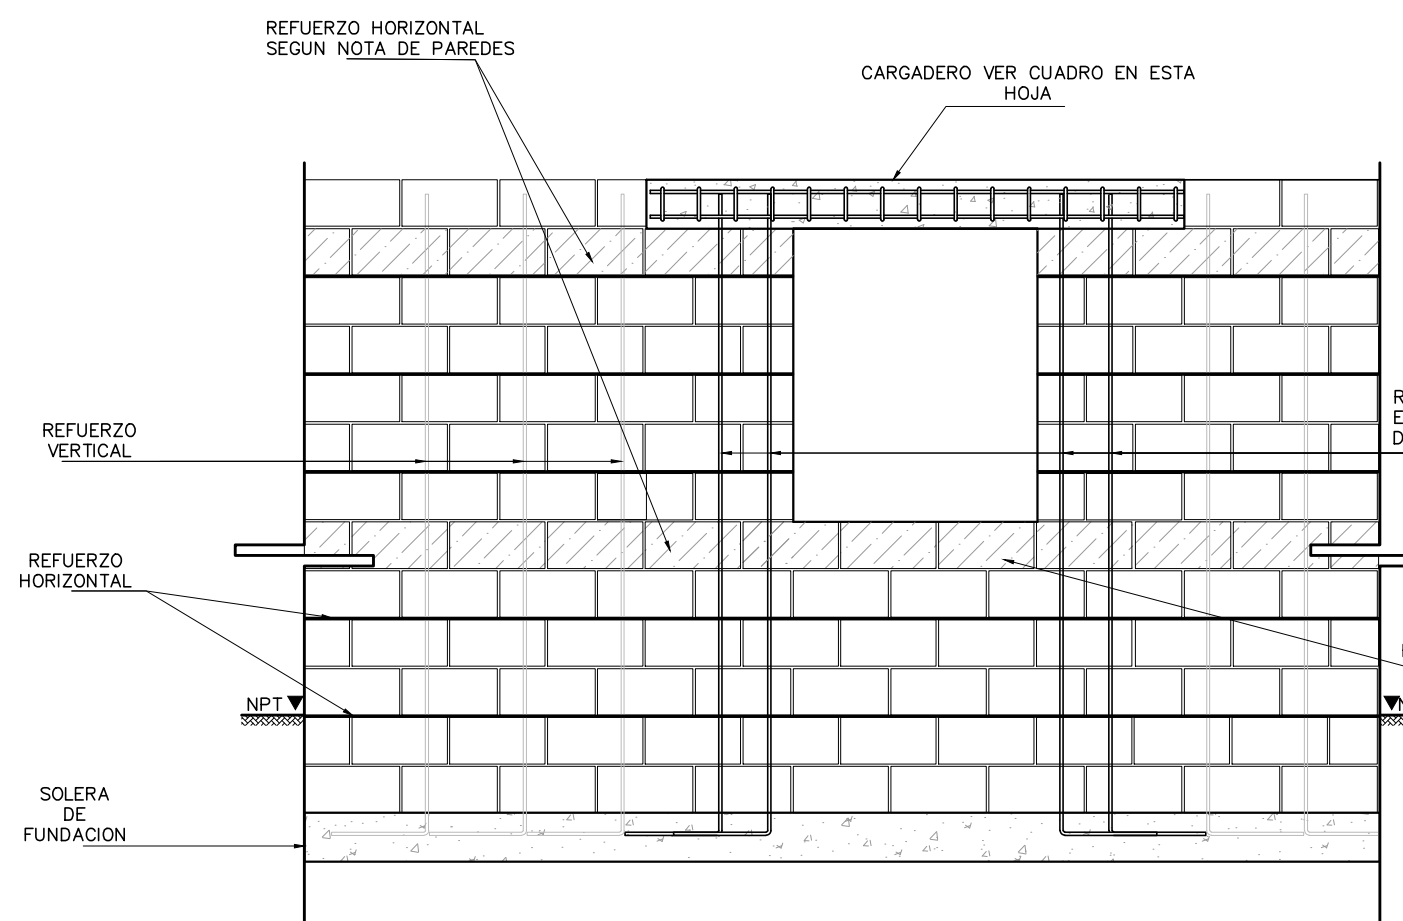 REFUERZO HORIZONTAL
SEGUN NOTA DE PAREDES
CARGADERO VER CUADRO EN ESTA
HOJA
REFUERZO
VERTICAL
REFUERZO
HORIZONTAL
NPT
SOLERA
DE
FUNDACION